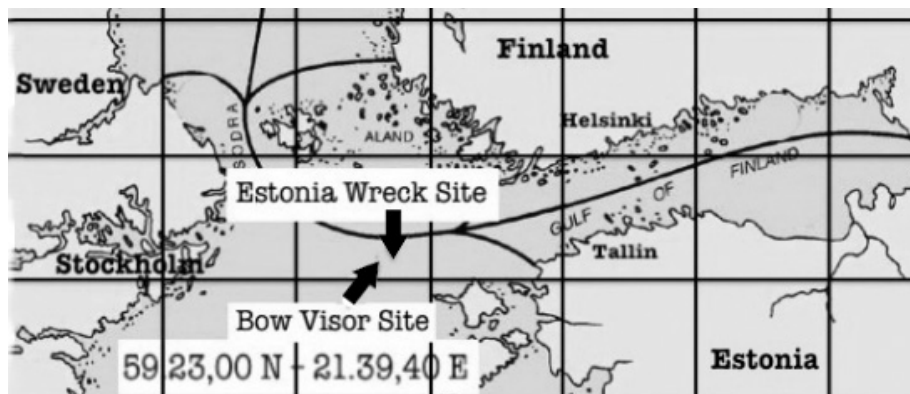 Finland
Sweden
Helsinki
ALAND
SODRA
FINLAND
OF
GULF
Estonia Wreck Site
Tallin
Stockholm
Bow Visor Site
Estonia
59 23,00 N - 21.39,40 E